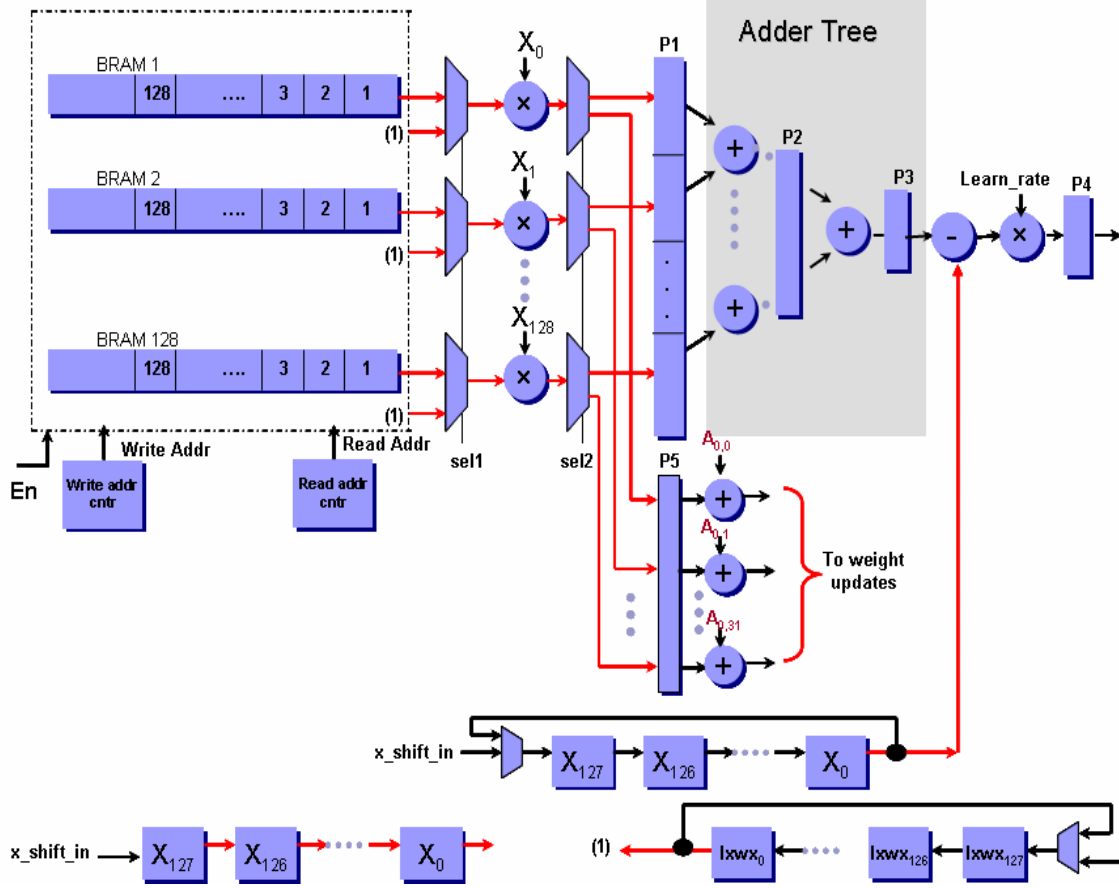 Adder Tree
P1
X0
BRAM 1
128 .... 3 2 1
(1)
×
+
P2
BRAM 2
X1
128 .... 3 2 1
(1)
×
P3
Learn_rate
P4
+
-
×
X128
BRAM 128
128 .... 3 2 1
(1)
×
+
Write Addr
Read Addr
sel1
sel2
P5
A0,0
En
Write addr
cntr
Read addr
cntr
+
A0,1
+
To weight
updates
A0,31
+
x_shift_in
X127
X126
X0
x_shift_in
X127
X126
X0
(1)
lxwx0
lxwx126
lxwx127